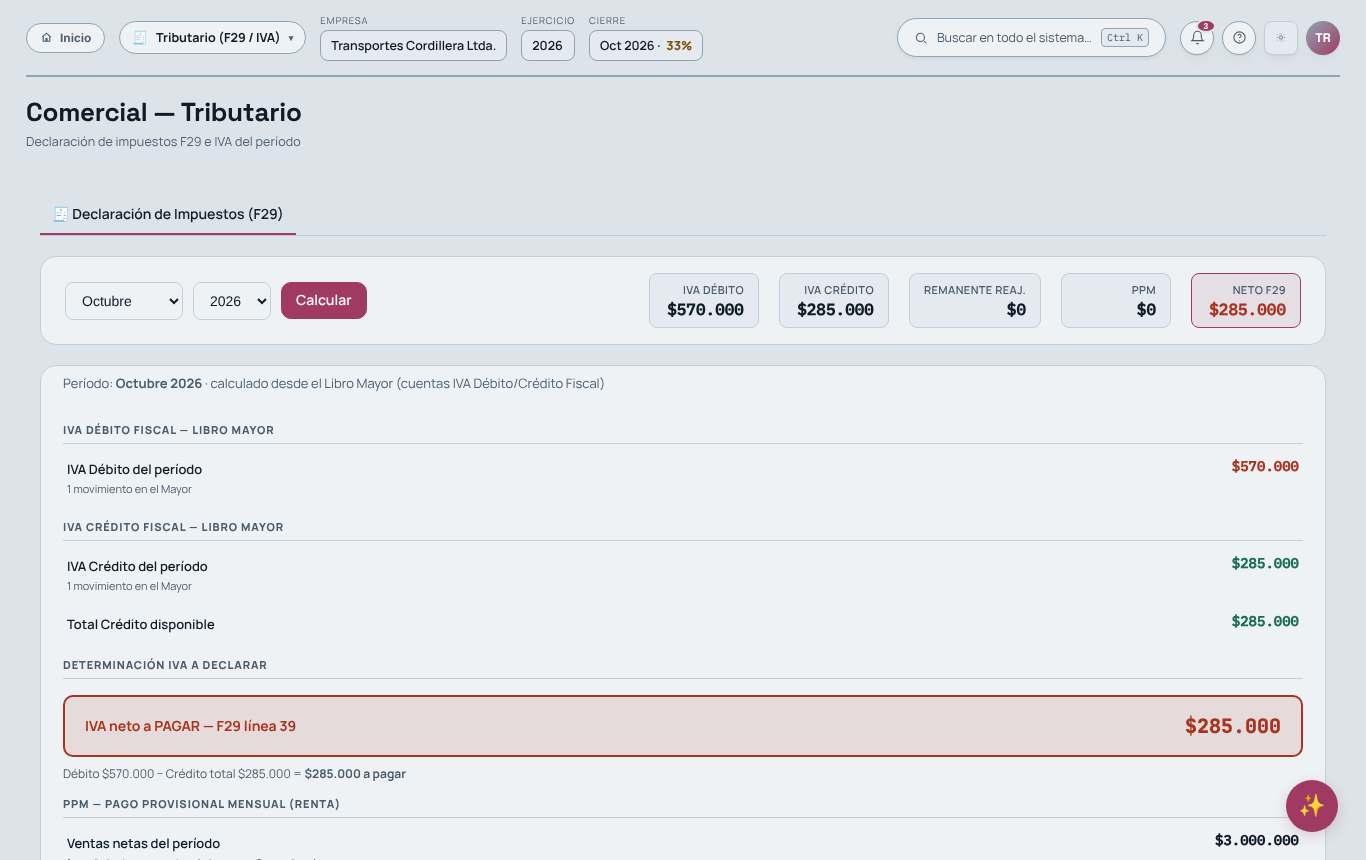 Inicio
Tributario (F29 / IVA)
EMPRESA
Transportes Cordillera Ltda.
EJERCICIO
2026
CIERRE
Oct 2026 · 33%
Buscar en todo el sistema... Ctrl K
3
TR
Comercial — Tributario
Declaración de impuestos F29 e IVA del período
Declaración de Impuestos (F29)
Octubre
2026
Calcular
IVA DÉBITO
$570.000
IVA CRÉDITO
$285.000
REMANENTE REAJ.
$0
PPM
$0
NETO F29
$285.000
Período: Octubre 2026 · calculado desde el Libro Mayor (cuentas IVA Débito/Crédito Fiscal)
IVA DÉBITO FISCAL — LIBRO MAYOR
IVA Débito del período $570.000
1 movimiento en el Mayor
IVA CRÉDITO FISCAL — LIBRO MAYOR
IVA Crédito del período $285.000
1 movimiento en el Mayor
Total Crédito disponible $285.000
DETERMINACIÓN IVA A DECLARAR
IVA neto a PAGAR — F29 línea 39 $285.000
Débito $570.000 − Crédito total $285.000 = $285.000 a pagar
PPM — PAGO PROVISIONAL MENSUAL (RENTA)
Ventas netas del período $3.000.000